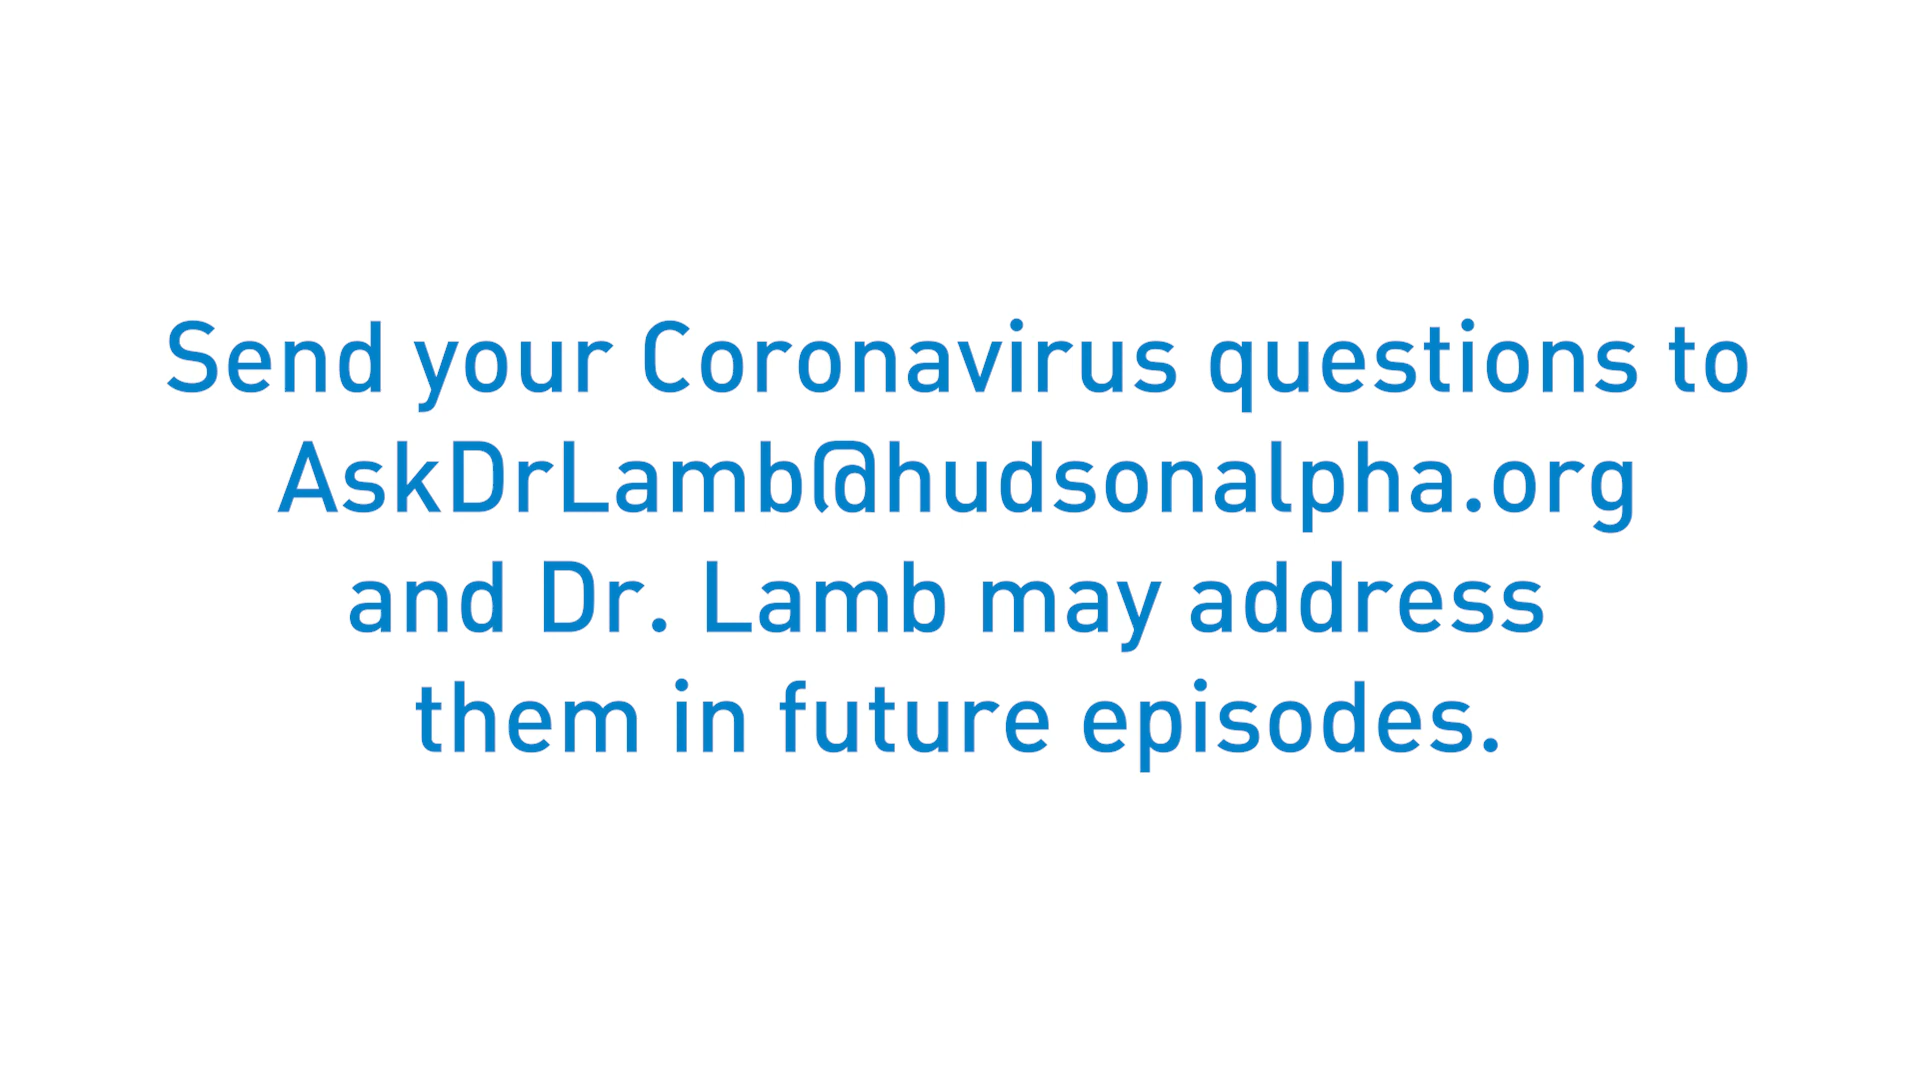 Send your Coronavirus questions to
AskDrLamb@hudsonalpha.org
and Dr. Lamb may address
them in future episodes.